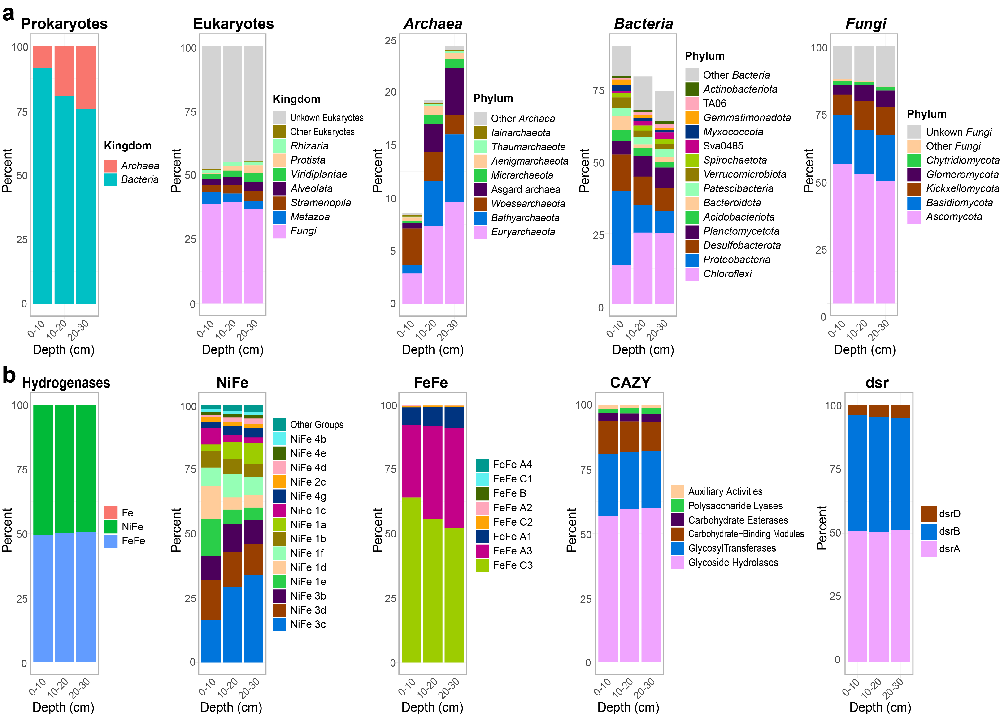 a
Prokaryotes
Percent
100
75
50
25
0
0-10
10-20
20-30
Depth (cm)
Kingdom
Archaea
Bacteria
Eukaryotes
Percent
100
75
50
25
0
0-10
10-20
20-30
Depth (cm)
Kingdom
Unkown Eukaryotes
Other Eukaryotes
Rhizaria
Protista
Viridiplantae
Alveolata
Stramenopila
Metazoa
Fungi
Archaea
Percent
25
20
15
10
5
0
0-10
10-20
20-30
Depth (cm)
Phylum
Other Archaea
Iainarchaeota
Thaumarchaeote
Aenigmarchaeota
Micrarchaeota
Asgard archaea
Woesearchaeota
Bathyarchaeota
Euryarchaeota
Bacteria
Percent
75
50
25
0
0-10
10-20
20-30
Depth (cm)
Phylum
Other Bacteria
Actinobacteriota
TA06
Gemmatimonadota
Myxococcota
Sva0485
Spirochaetota
Verrucomicrobiota
Patescibacteria
Bacteroidota
Acidobacteriota
Planctomycetota
Desulfobacterota
Proteobacteria
Chloroflexi
Fungi
Percent
100
75
50
25
0
0-10
10-20
20-30
Depth (cm)
Phylum
Unkown Fungi
Other Fungi
Chytridiomycota
Glomeromycota
Kickxellomycota
Basidiomycota
Ascomycota
b
Hydrogenases
Percent
100
75
50
25
0
0-10
10-20
20-30
Depth (cm)
Fe
NiFe
FeFe
NiFe
Percent
100
75
50
25
0
0-10
10-20
20-30
Depth (cm)
Other Groups
NiFe 4b
NiFe 4e
NiFe 4d
NiFe 2c
NiFe 4g
NiFe 1c
NiFe 1a
NiFe 1b
NiFe 1f
NiFe 1d
NiFe 1e
NiFe 3b
NiFe 3d
NiFe 3c
FeFe
Percent
100
75
50
25
0
0-10
10-20
20-30
Depth (cm)
FeFe A4
FeFe C1
FeFe B
FeFe A2
FeFe C2
FeFe A1
FeFe A3
FeFe C3
CAZY
Percent
100
75
50
25
0
0-10
10-20
20-30
Depth (cm)
Auxiliary Activities
Polysaccharide Lyases
Carbohydrate Esterases
Carbohydrate-Binding Modules
GlycosylTransferases
Glycoside Hydrolases
dsr
Percent
100
75
50
25
0
0-10
10-20
20-30
Depth (cm)
dsrD
dsrB
dsrA